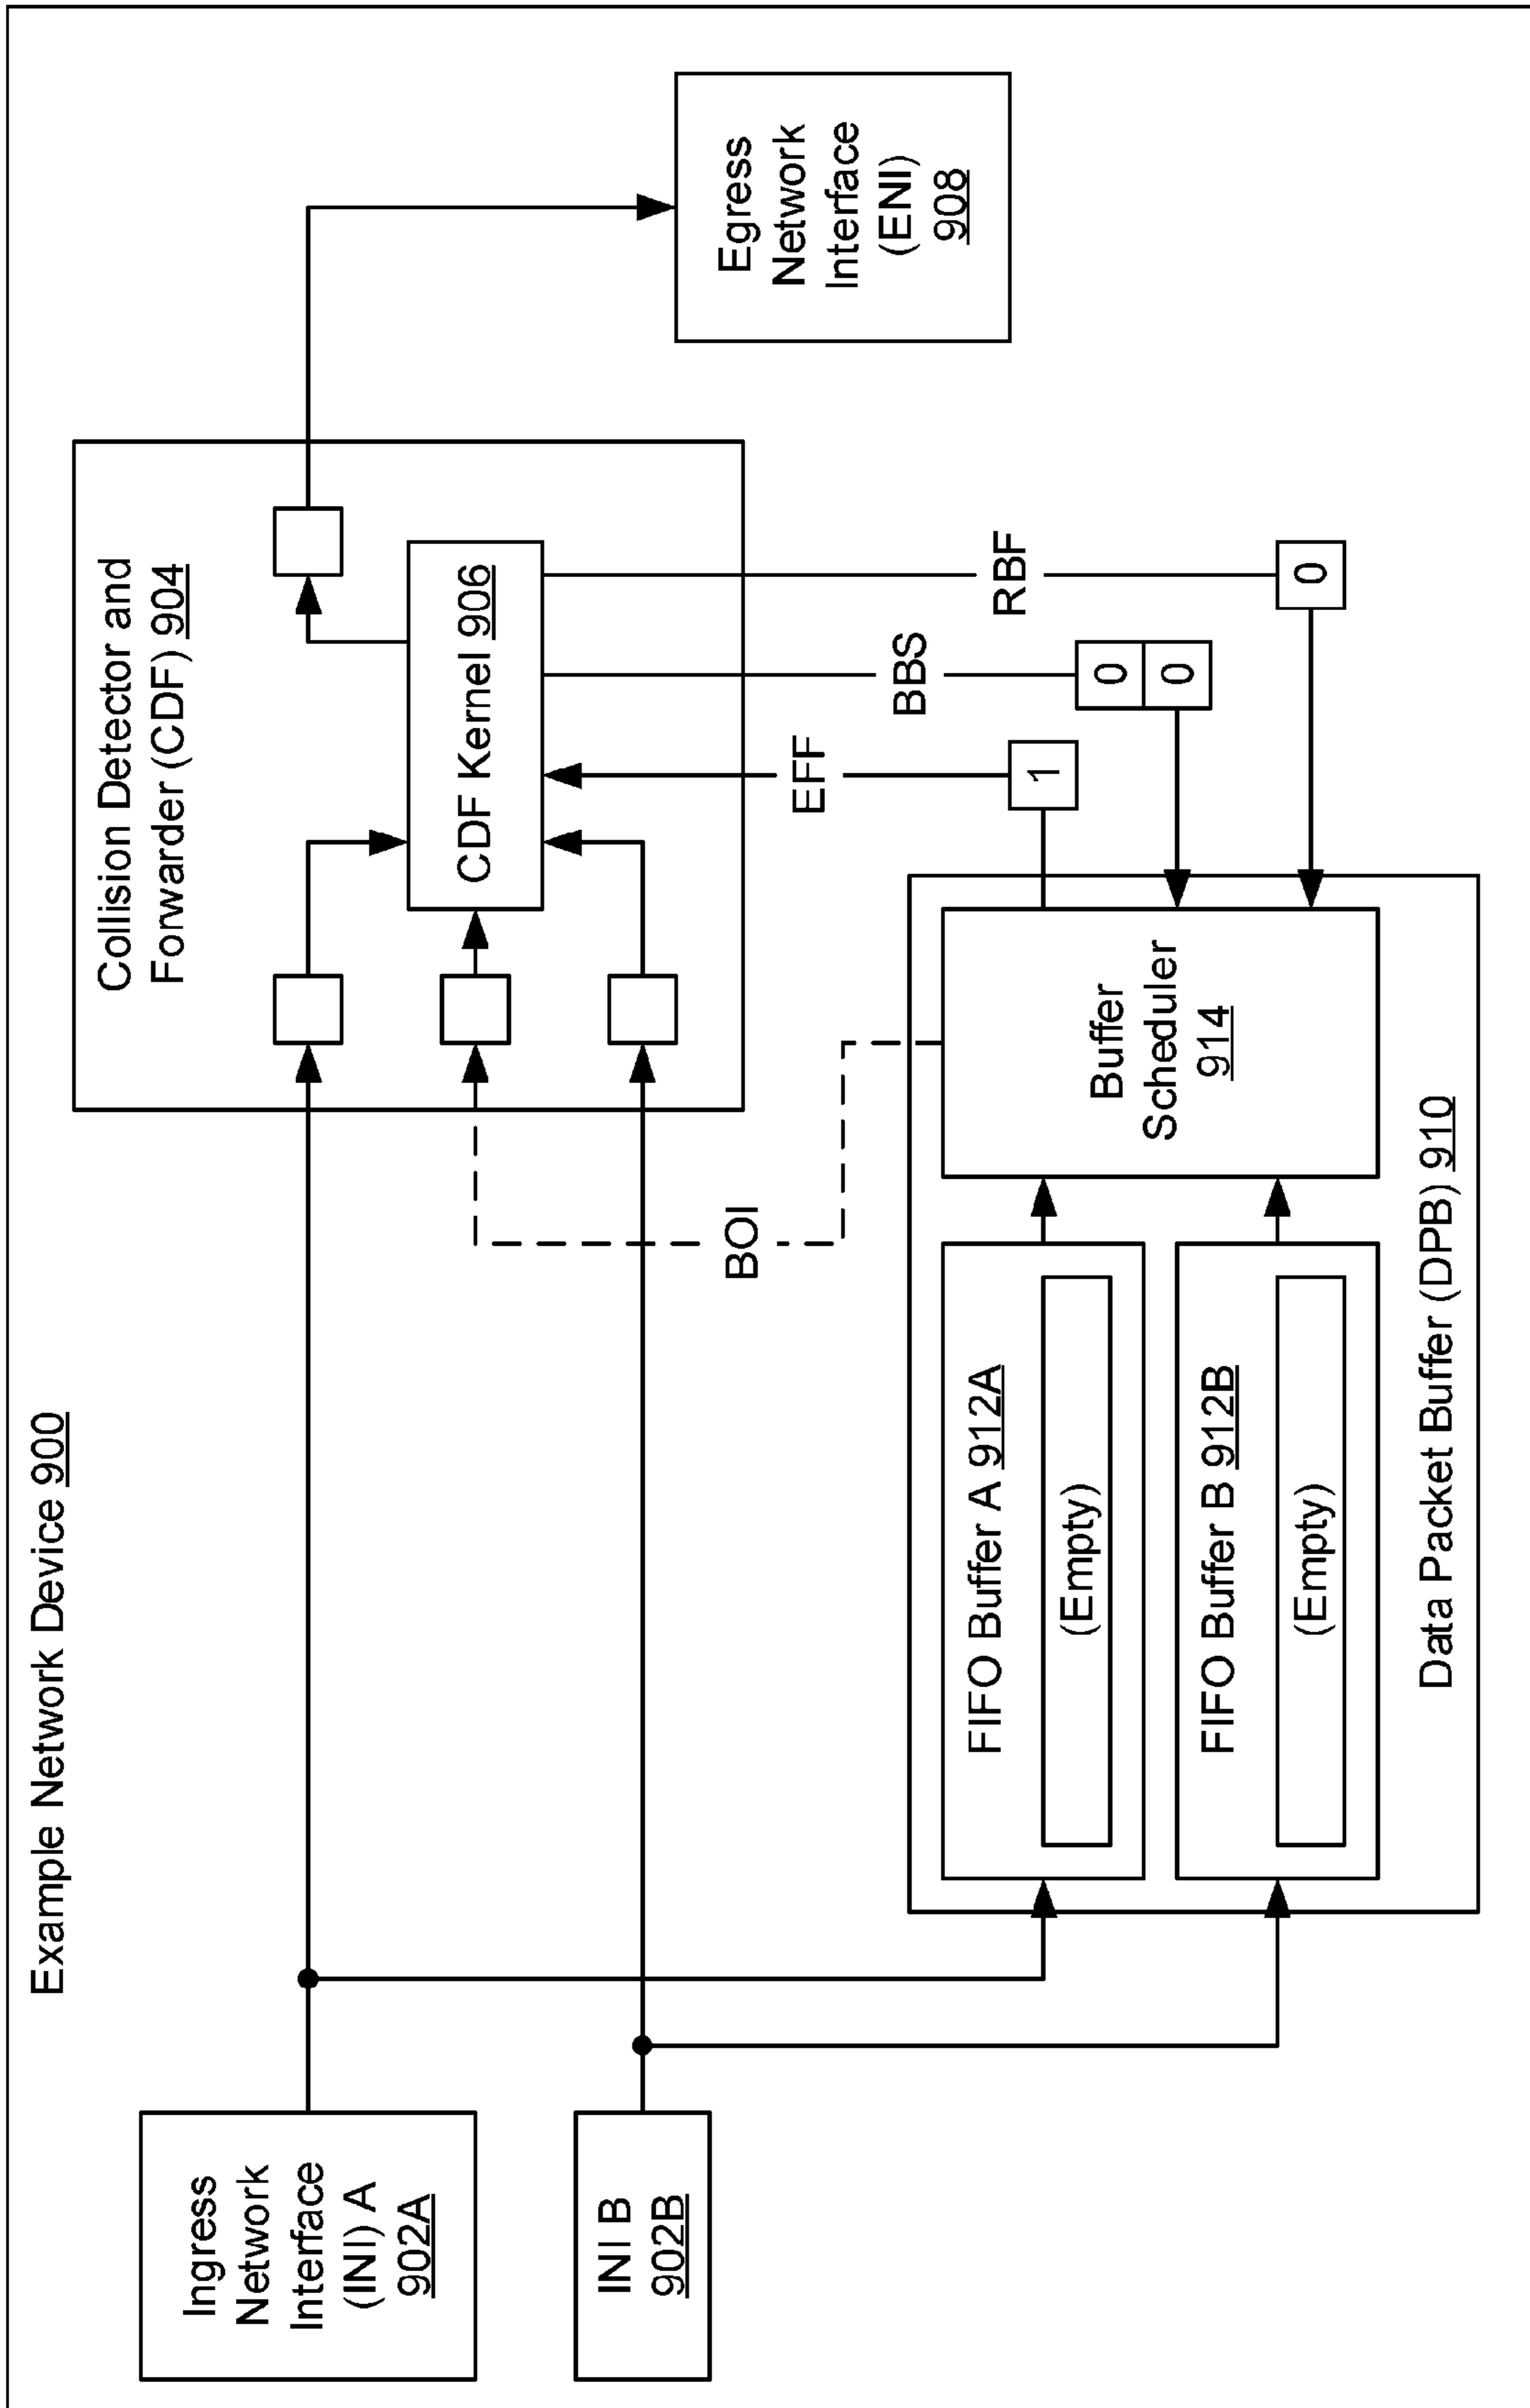 Example Network Device 900
Ingress
Network
Interface
(INI) A
902A
INI B
902B
Collision Detector and
Forwarder (CDF) 904
CDF Kernel 906
Egress
Network
Interface
(ENI)
908
BOI
EFF
BBS
RBF
1
0
0
0
FIFO Buffer A 912A
(Empty)
FIFO Buffer B 912B
(Empty)
Buffer
Scheduler
914
Data Packet Buffer (DPB) 910